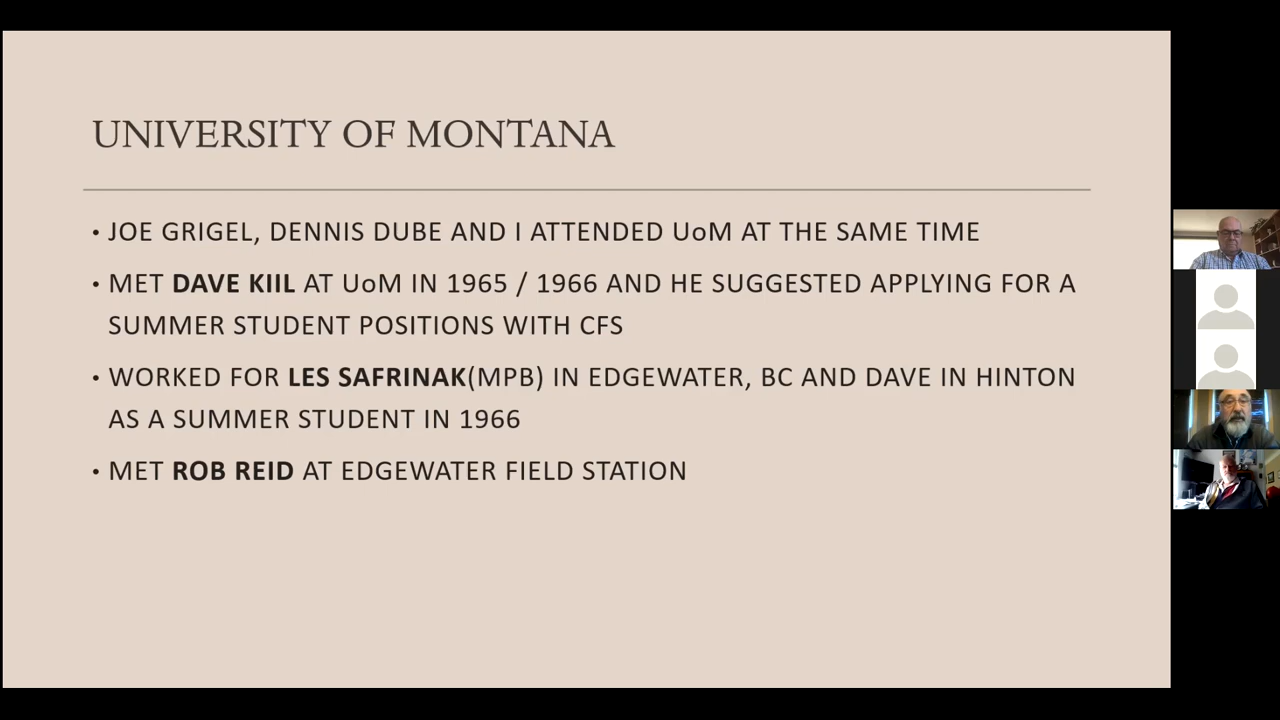 UNIVERSITY OF MONTANA
• JOE GRIGEL, DENNIS DUBE AND I ATTENDED UoM AT THE SAME TIME
• MET DAVE KIIL AT UoM IN 1965 / 1966 AND HE SUGGESTED APPLYING FOR A
SUMMER STUDENT POSITIONS WITH CFS
• WORKED FOR LES SAFRINAK(MPB) IN EDGEWATER, BC AND DAVE IN HINTON
AS A SUMMER STUDENT IN 1966
• MET ROB REID AT EDGEWATER FIELD STATION